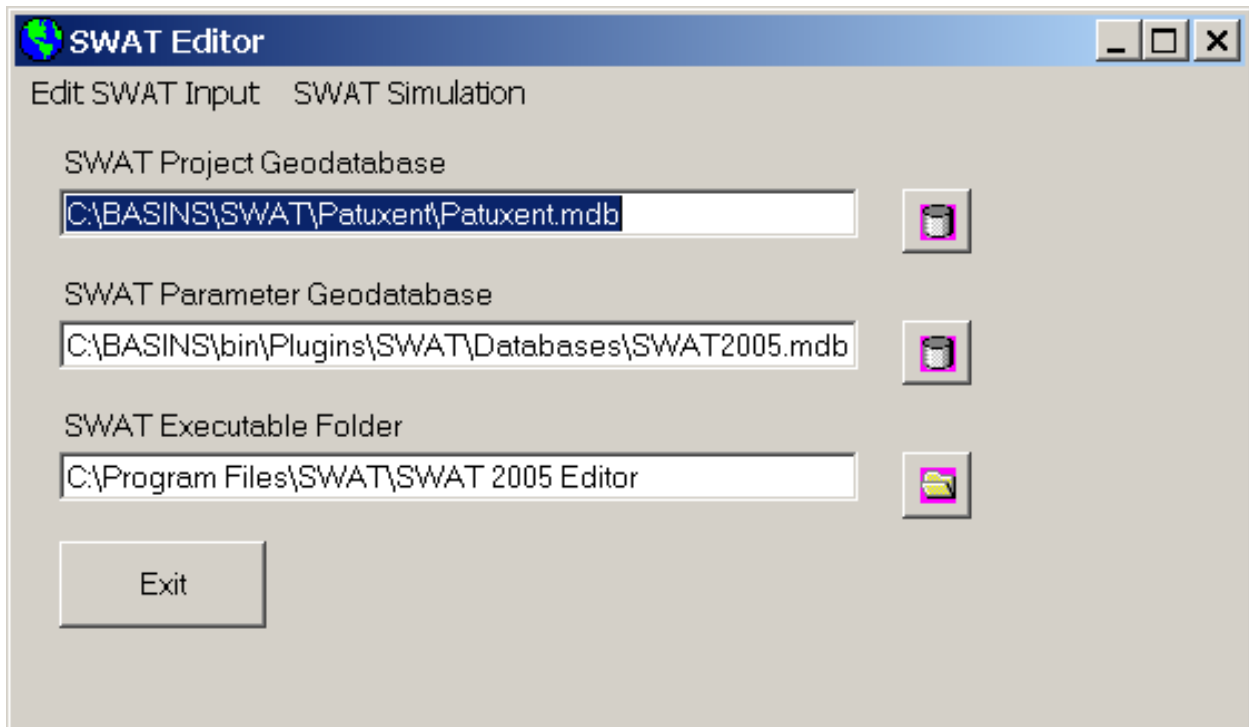 SWAT Editor
Edit SWAT Input SWAT Simulation
SWAT Project Geodatabase
C:\BASINS\SWAT\Patuxent\Patuxent.mdb
SWAT Parameter Geodatabase
C:\BASINS\bin\Plugins\SWAT\Databases\SWAT2005.mdb
SWAT Executable Folder
C:\Program Files\SWAT\SWAT 2005 Editor
Exit